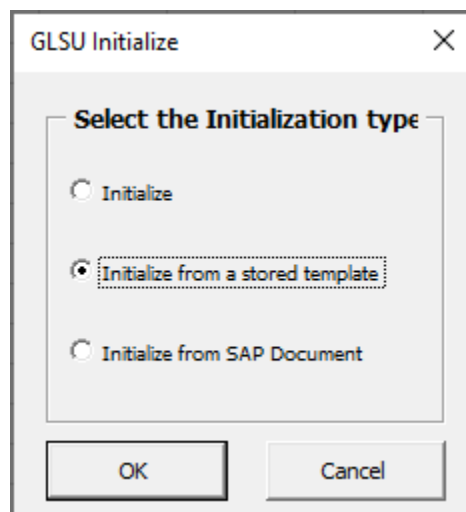 GLSU Initialize
Select the Initialization type
Initialize
Initialize from a stored template
Initialize from SAP Document
OK Cancel